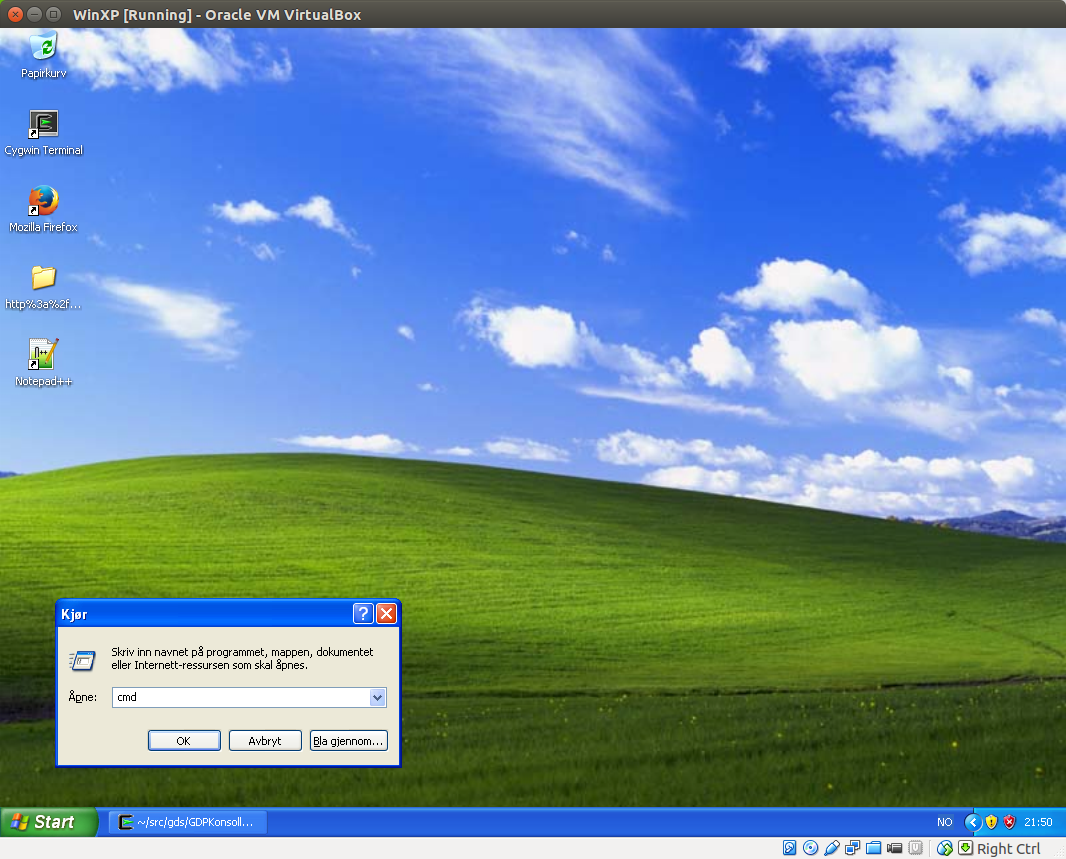 WinXP [Running] - Oracle VM VirtualBox
Papirkurv
Cygwin Terminal
Mozilla Firefox
http%3a%2f...
Notepad++
Kjør
Skriv inn navnet på programmet, mappen, dokumentet
eller Internett-ressursen som skal åpnes.
Åpne:
cmd
OK
Avbryt
Bla gjennom...
Start
~/src/gds/GDPKonsoll...
NO
21:50
Right Ctrl